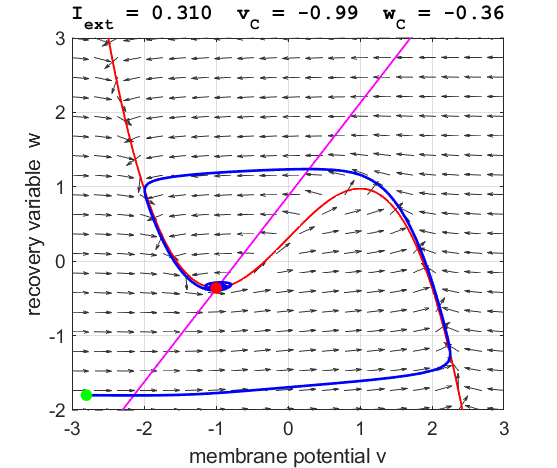 I_ext = 0.310 v_C = -0.99 w_C = -0.36
3
2
1
0
-1
-2
recovery variable w
-3 -2 -1 0 1 2 3
membrane potential v